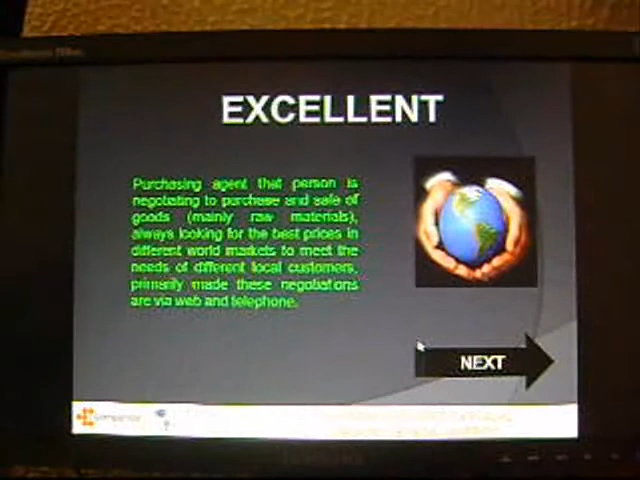 EXCELLENT
Purchasing agent that person is
negotiating to purchase and sale of
goods (mainly raw materials),
always looking for the best prices in
different world markets to meet the
needs of different local customers,
primarily made these negotiations
are via web and telephone.
NEXT